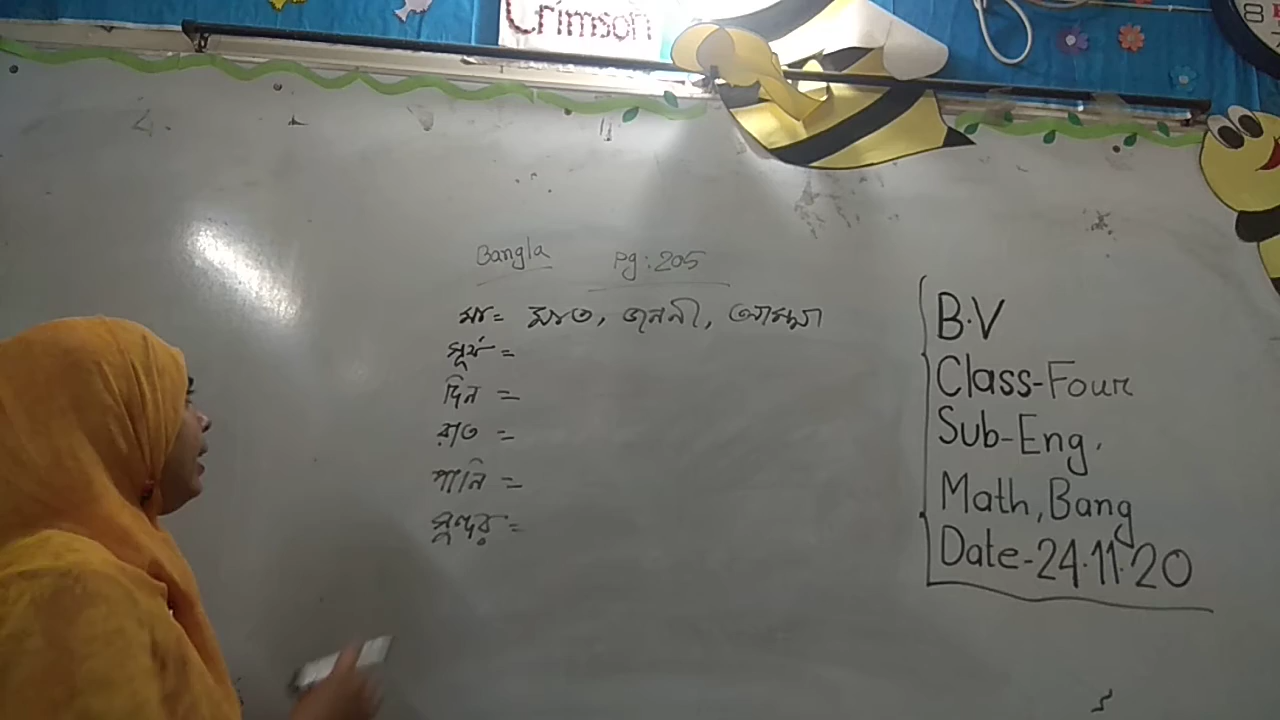 Crimson
Bangla Pg: 205
মা = মাতা, জননী, আম্মা
সূর্য =
দিন =
রাত =
পানি =
সুন্দর =
B.V
Class-Four
Sub-Eng,
Math, Bang
Date-24.11.20